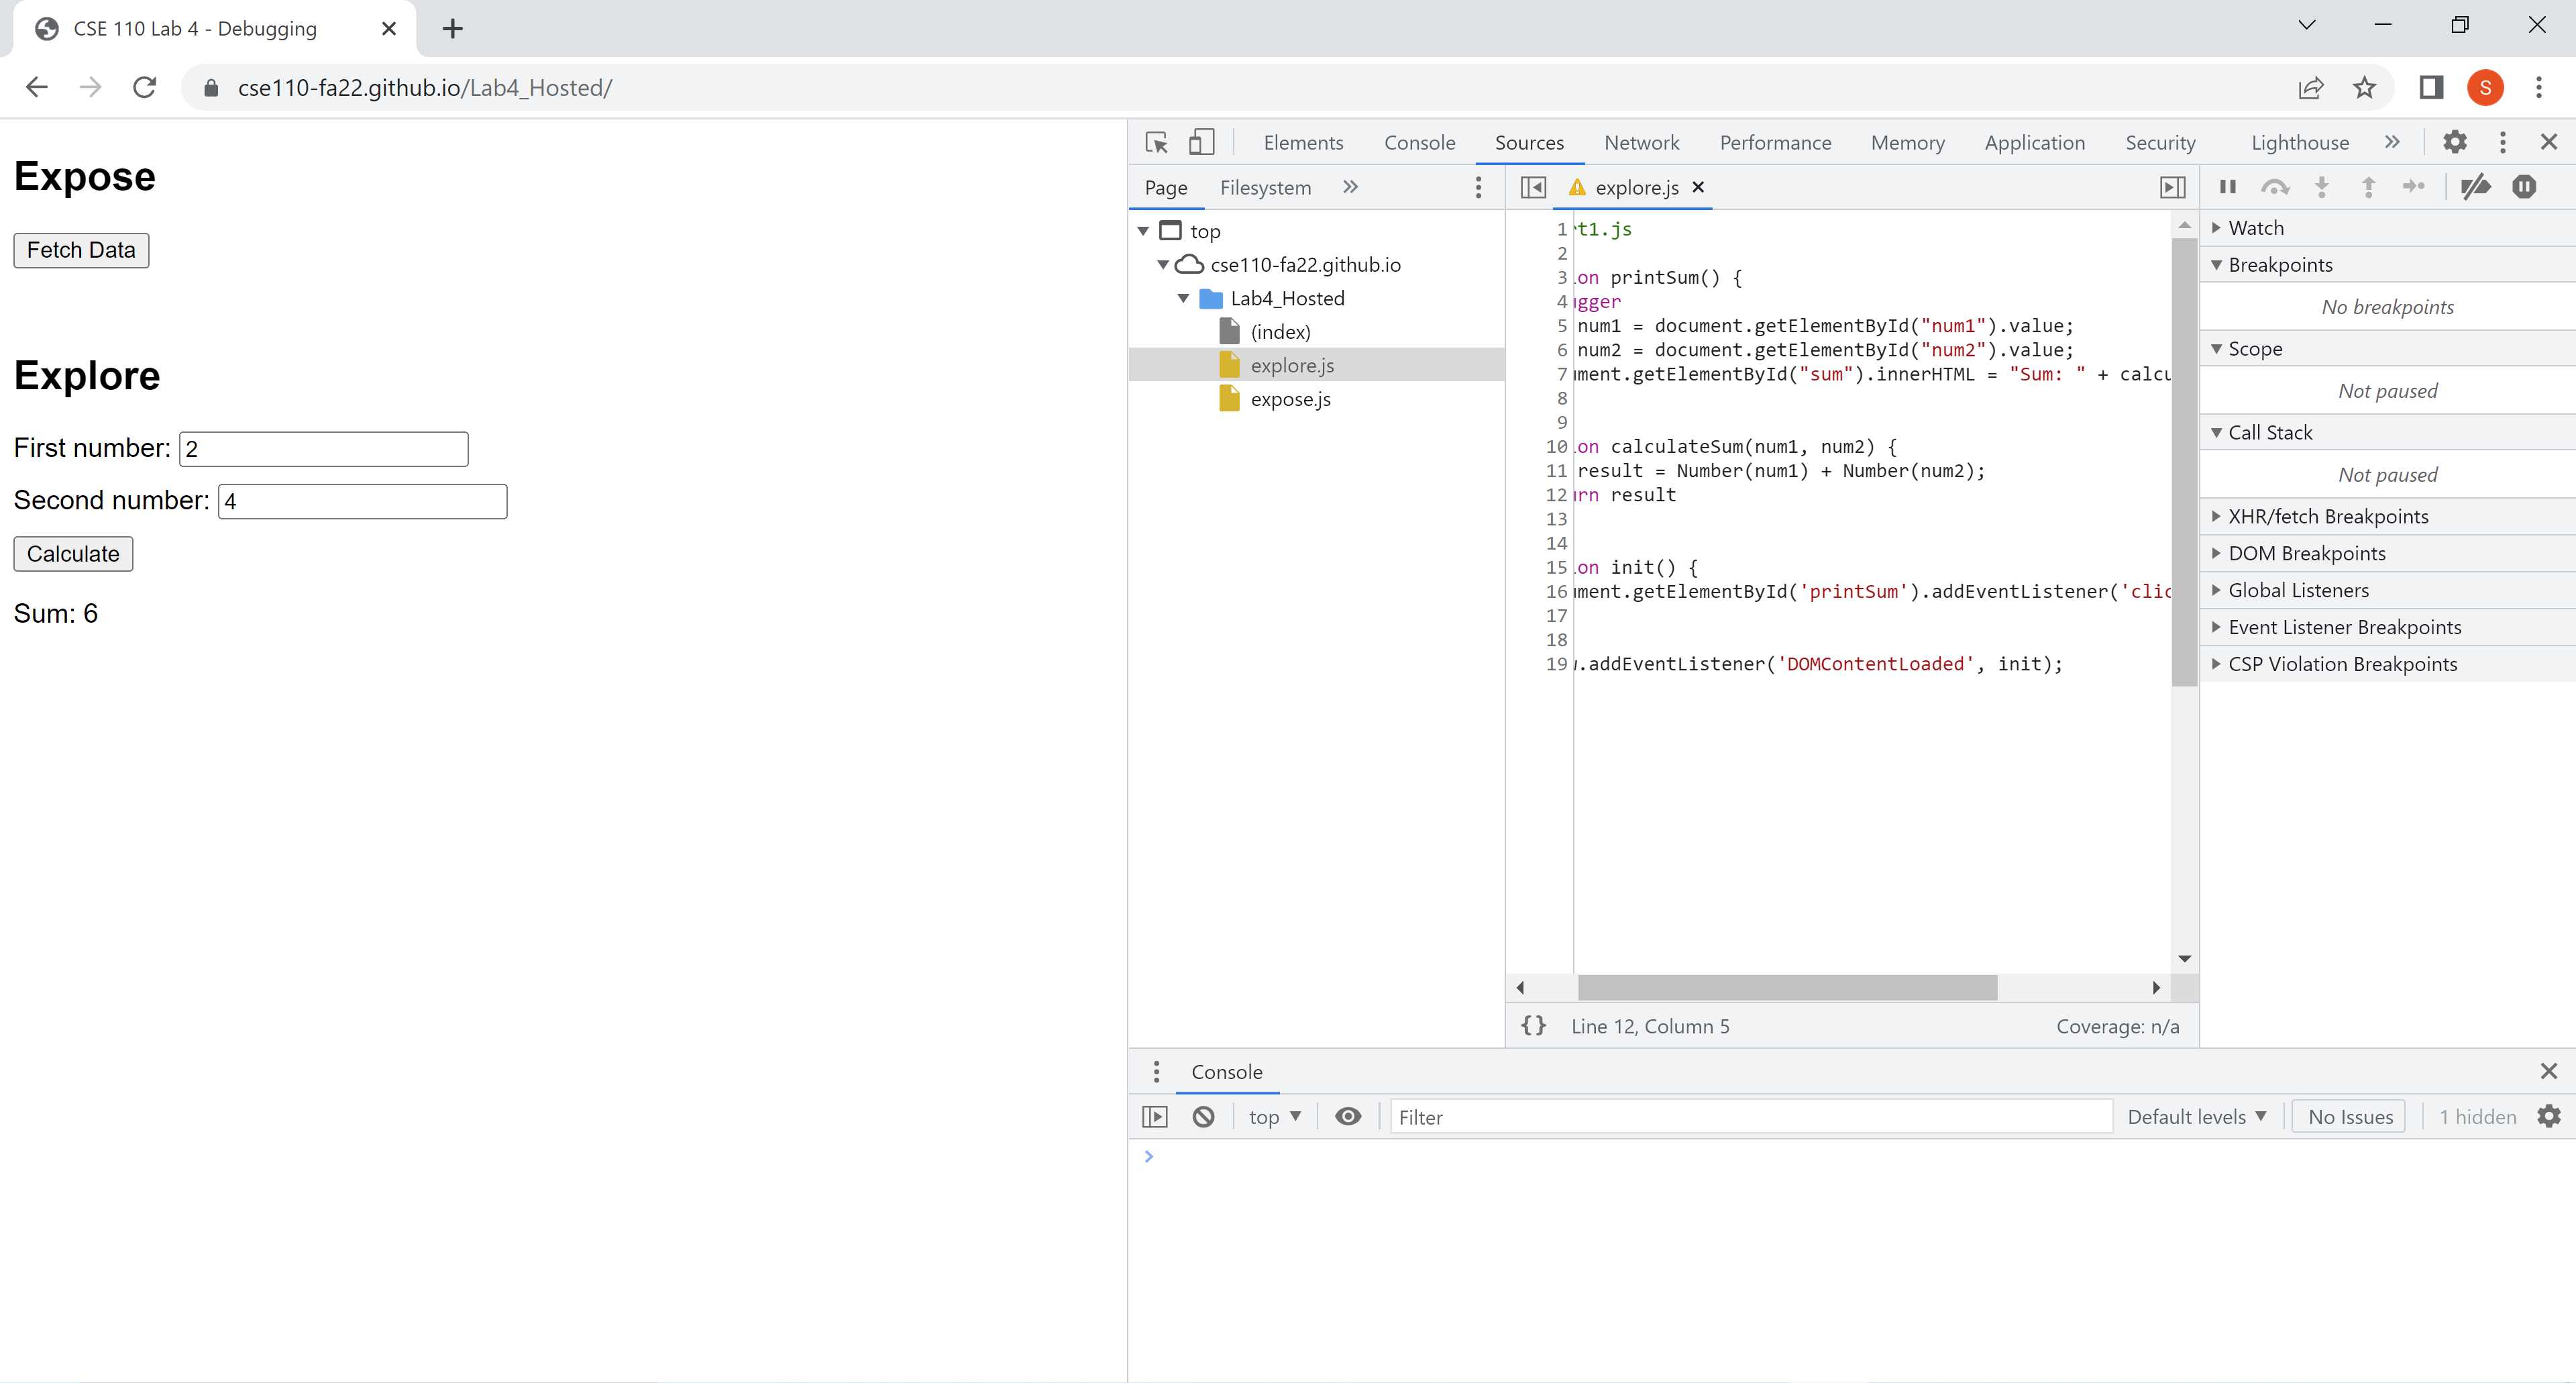 CSE 110 Lab 4 - Debugging
cse110-fa22.github.io/Lab4_Hosted/
S
Expose
Fetch Data
Explore
First number: 2
Second number: 4
Calculate
Sum: 6
Elements Console Sources Network Performance Memory Application Security Lighthouse
Page Filesystem
top
cse110-fa22.github.io
Lab4_Hosted
(index)
explore.js
expose.js
explore.js
1 t1.js
2
3 on printSum() {
4 gger
5 num1 = document.getElementById("num1").value;
6 num2 = document.getElementById("num2").value;
7 ment.getElementById("sum").innerHTML = "Sum: " + calcu
8
9
10 on calculateSum(num1, num2) {
11 result = Number(num1) + Number(num2);
12 rn result
13
14
15 on init() {
16 ment.getElementById('printSum').addEventListener('clic
17
18
19 .addEventListener('DOMContentLoaded', init);
{} Line 12, Column 5 Coverage: n/a
Watch
Breakpoints
No breakpoints
Scope
Not paused
Call Stack
Not paused
XHR/fetch Breakpoints
DOM Breakpoints
Global Listeners
Event Listener Breakpoints
CSP Violation Breakpoints
Console
top Filter Default levels No Issues 1 hidden